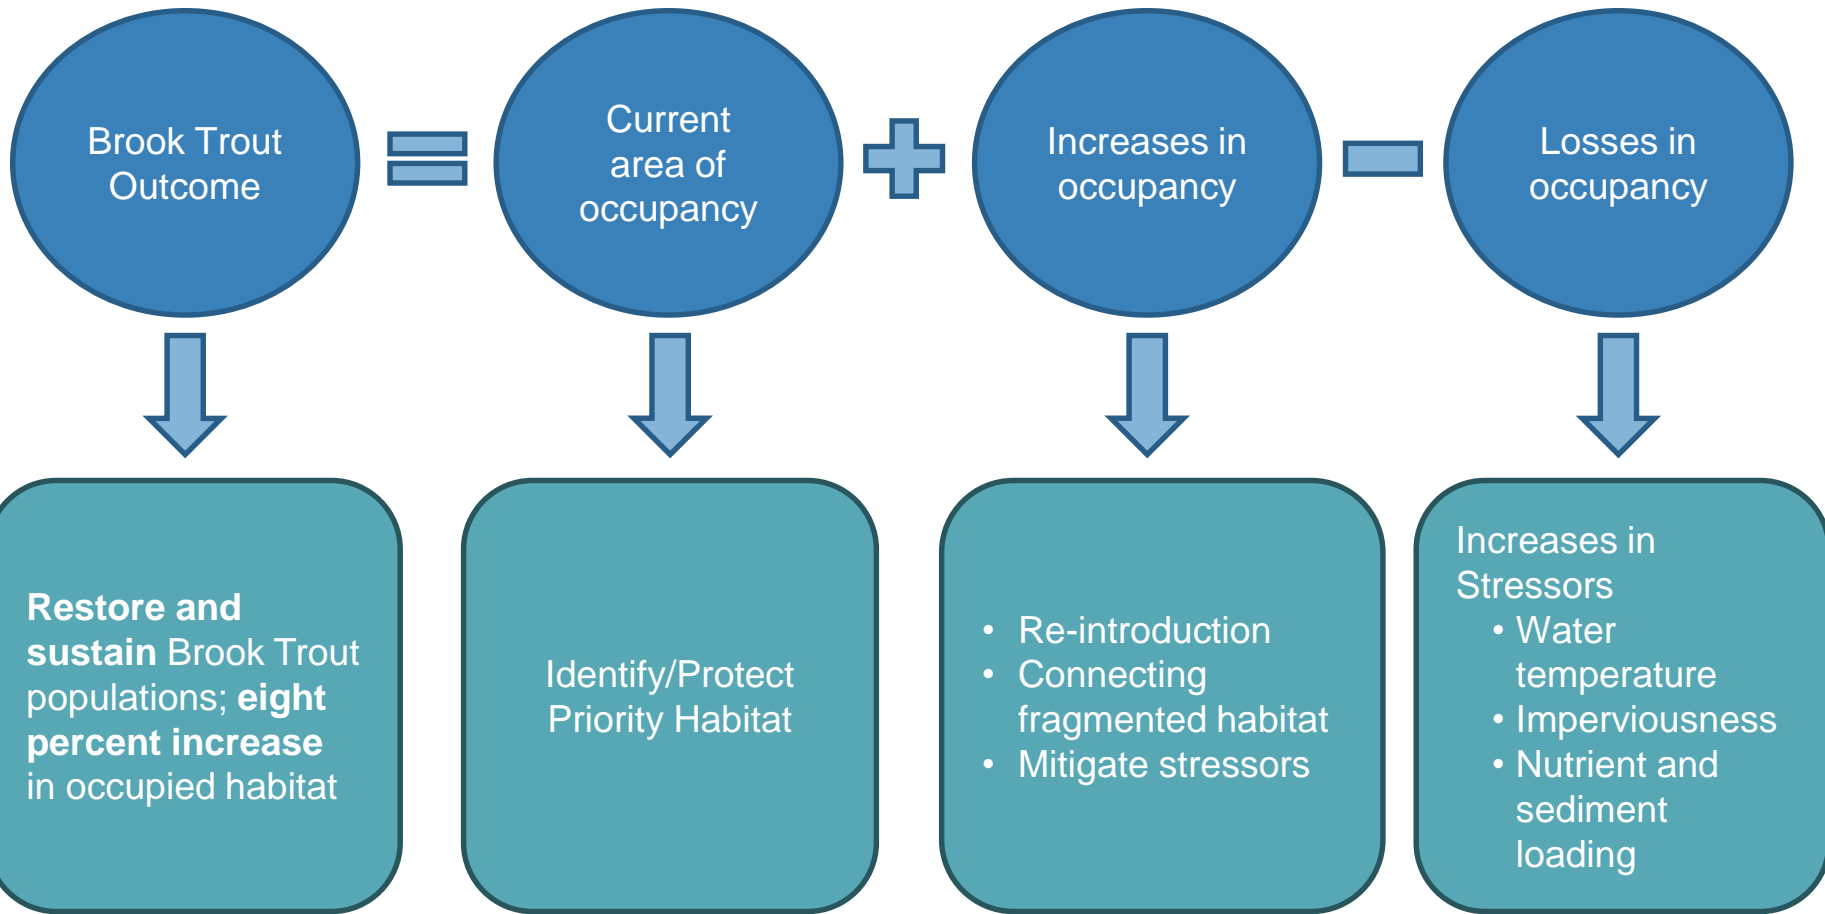 Brook Trout
Outcome
Current
area of
occupancy
Increases in
occupancy
Losses in
occupancy
Restore and
sustain Brook Trout
populations; eight
percent increase
in occupied habitat
Identify/Protect
Priority Habitat
• Re-introduction
• Connecting
fragmented habitat
• Mitigate stressors
Increases in
Stressors
• Water
temperature
• Imperviousness
• Nutrient and
sediment
loading